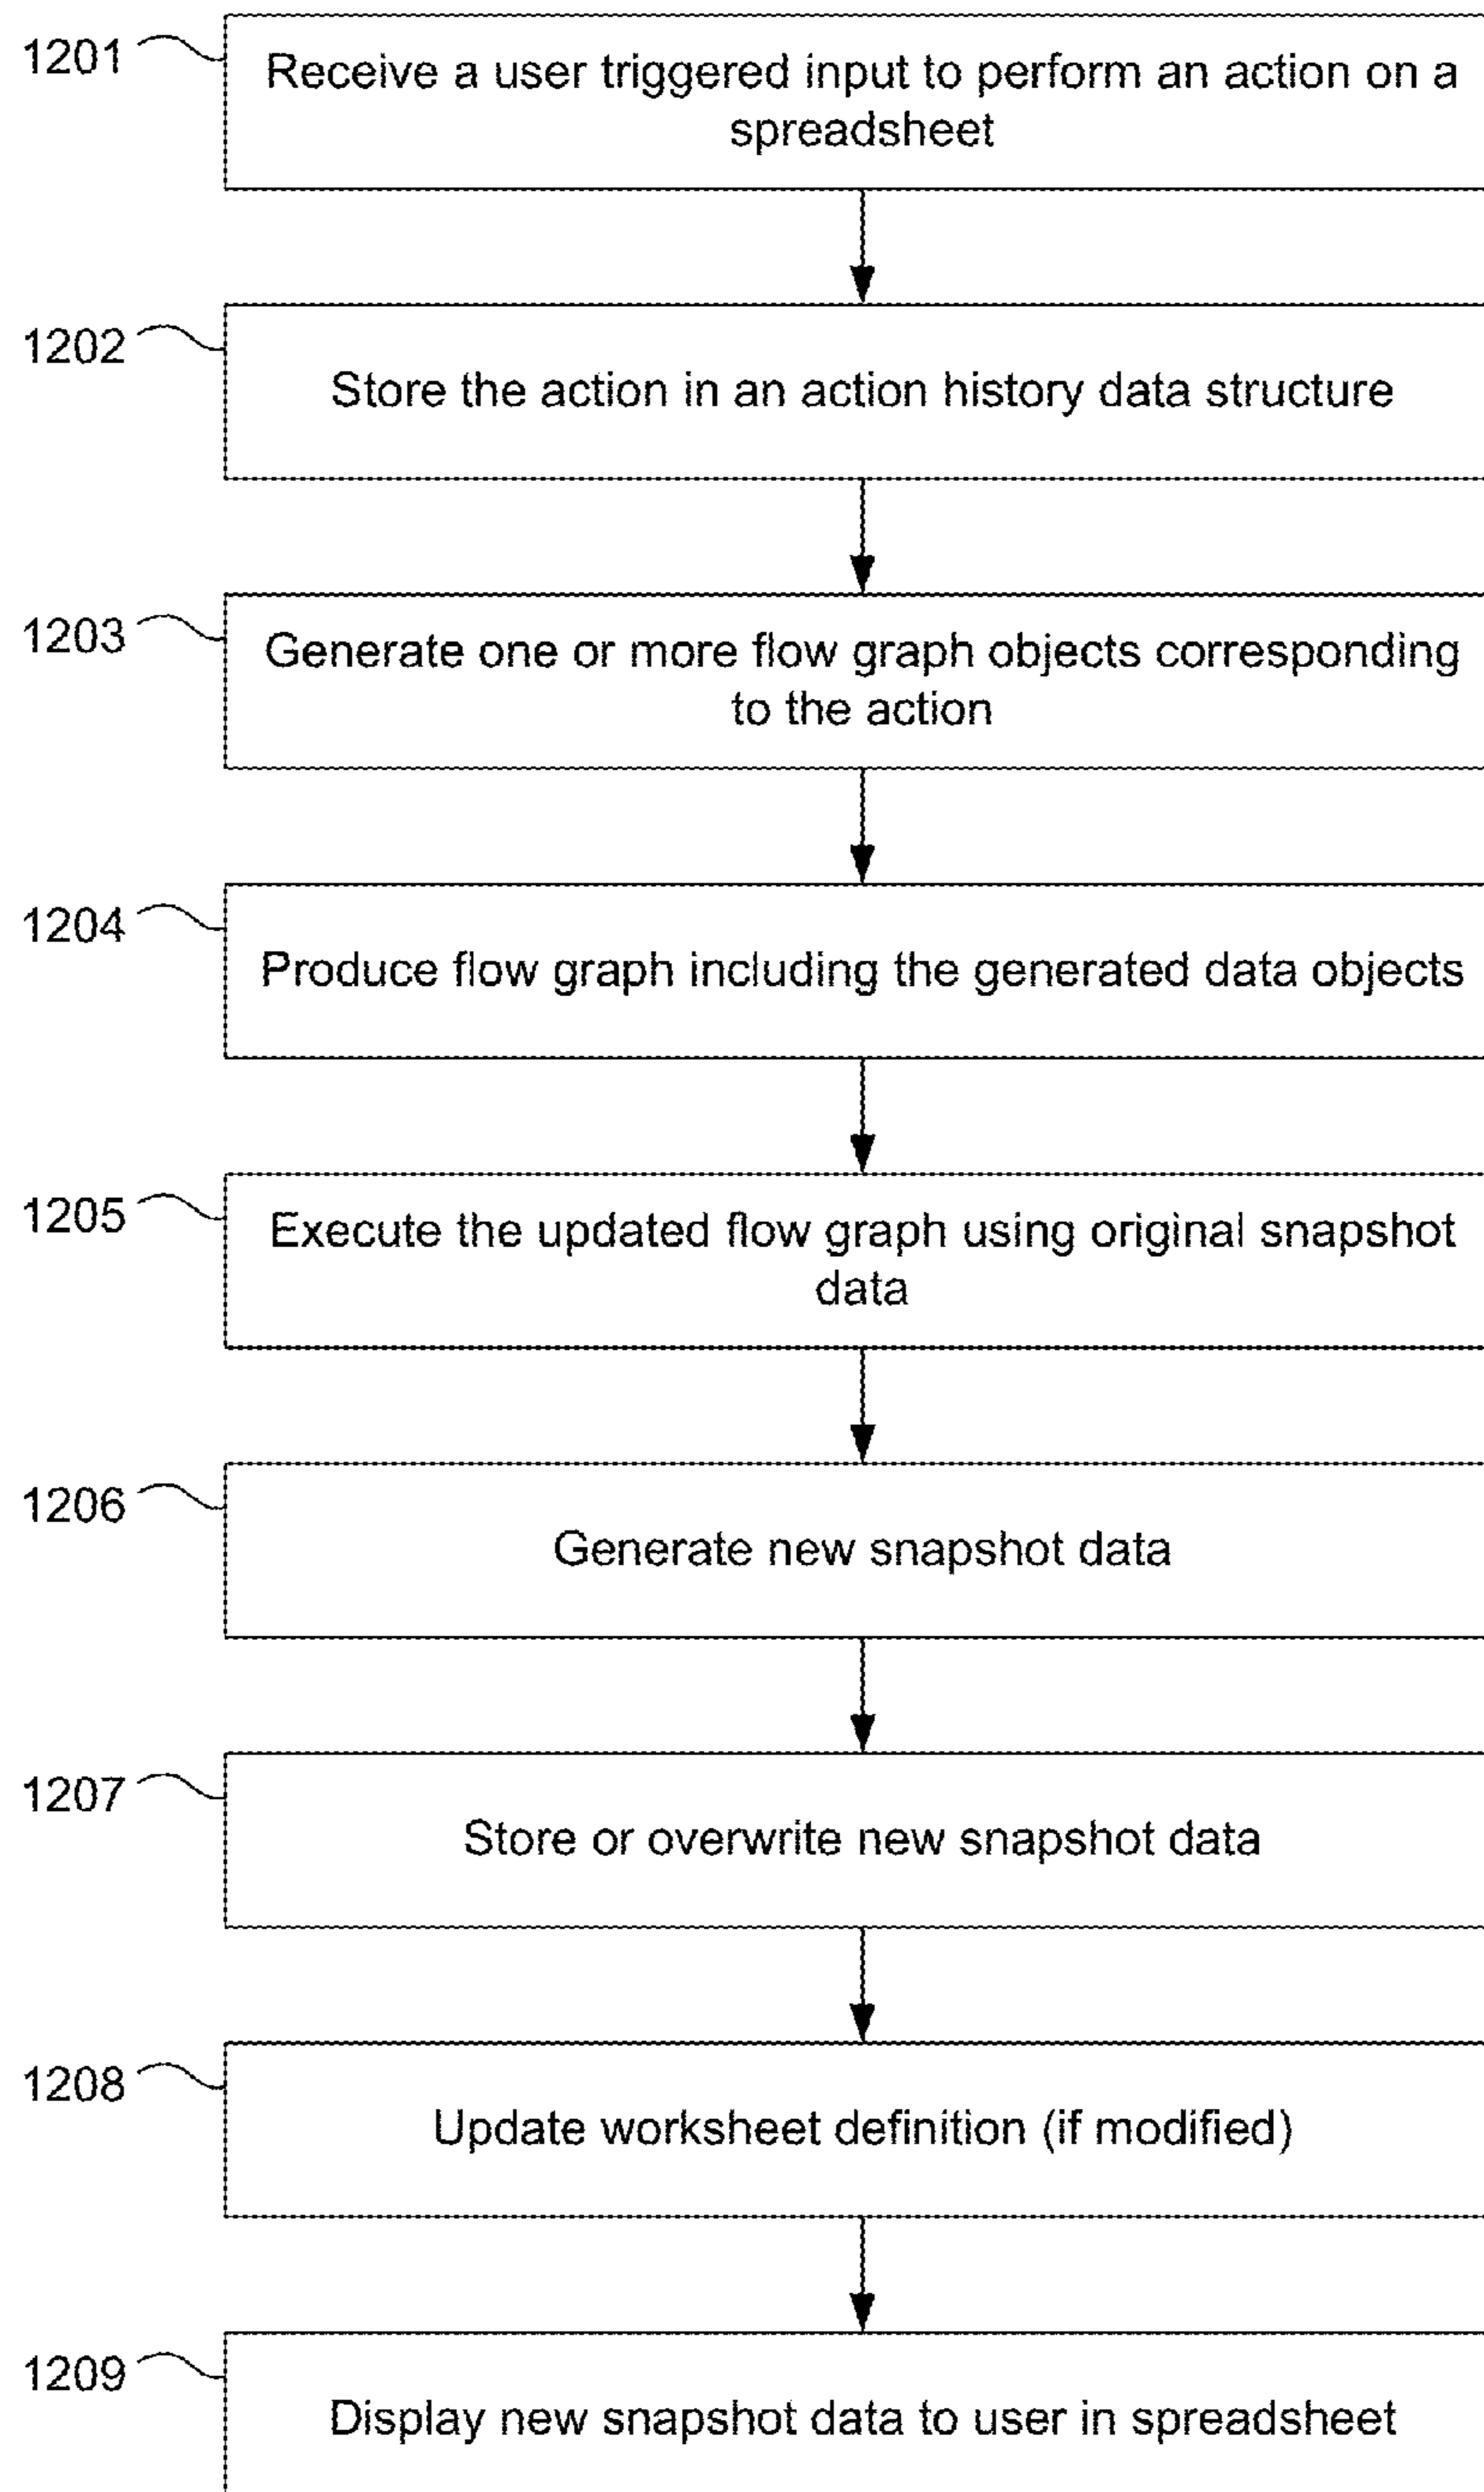 1201
Receive a user triggered input to perform an action on a
spreadsheet
1202
Store the action in an action history data structure
1203
Generate one or more flow graph objects corresponding
to the action
1204
Produce flow graph including the generated data objects
1205
Execute the updated flow graph using original snapshot
data
1206
Generate new snapshot data
1207
Store or overwrite new snapshot data
1208
Update worksheet definition (if modified)
1209
Display new snapshot data to user in spreadsheet